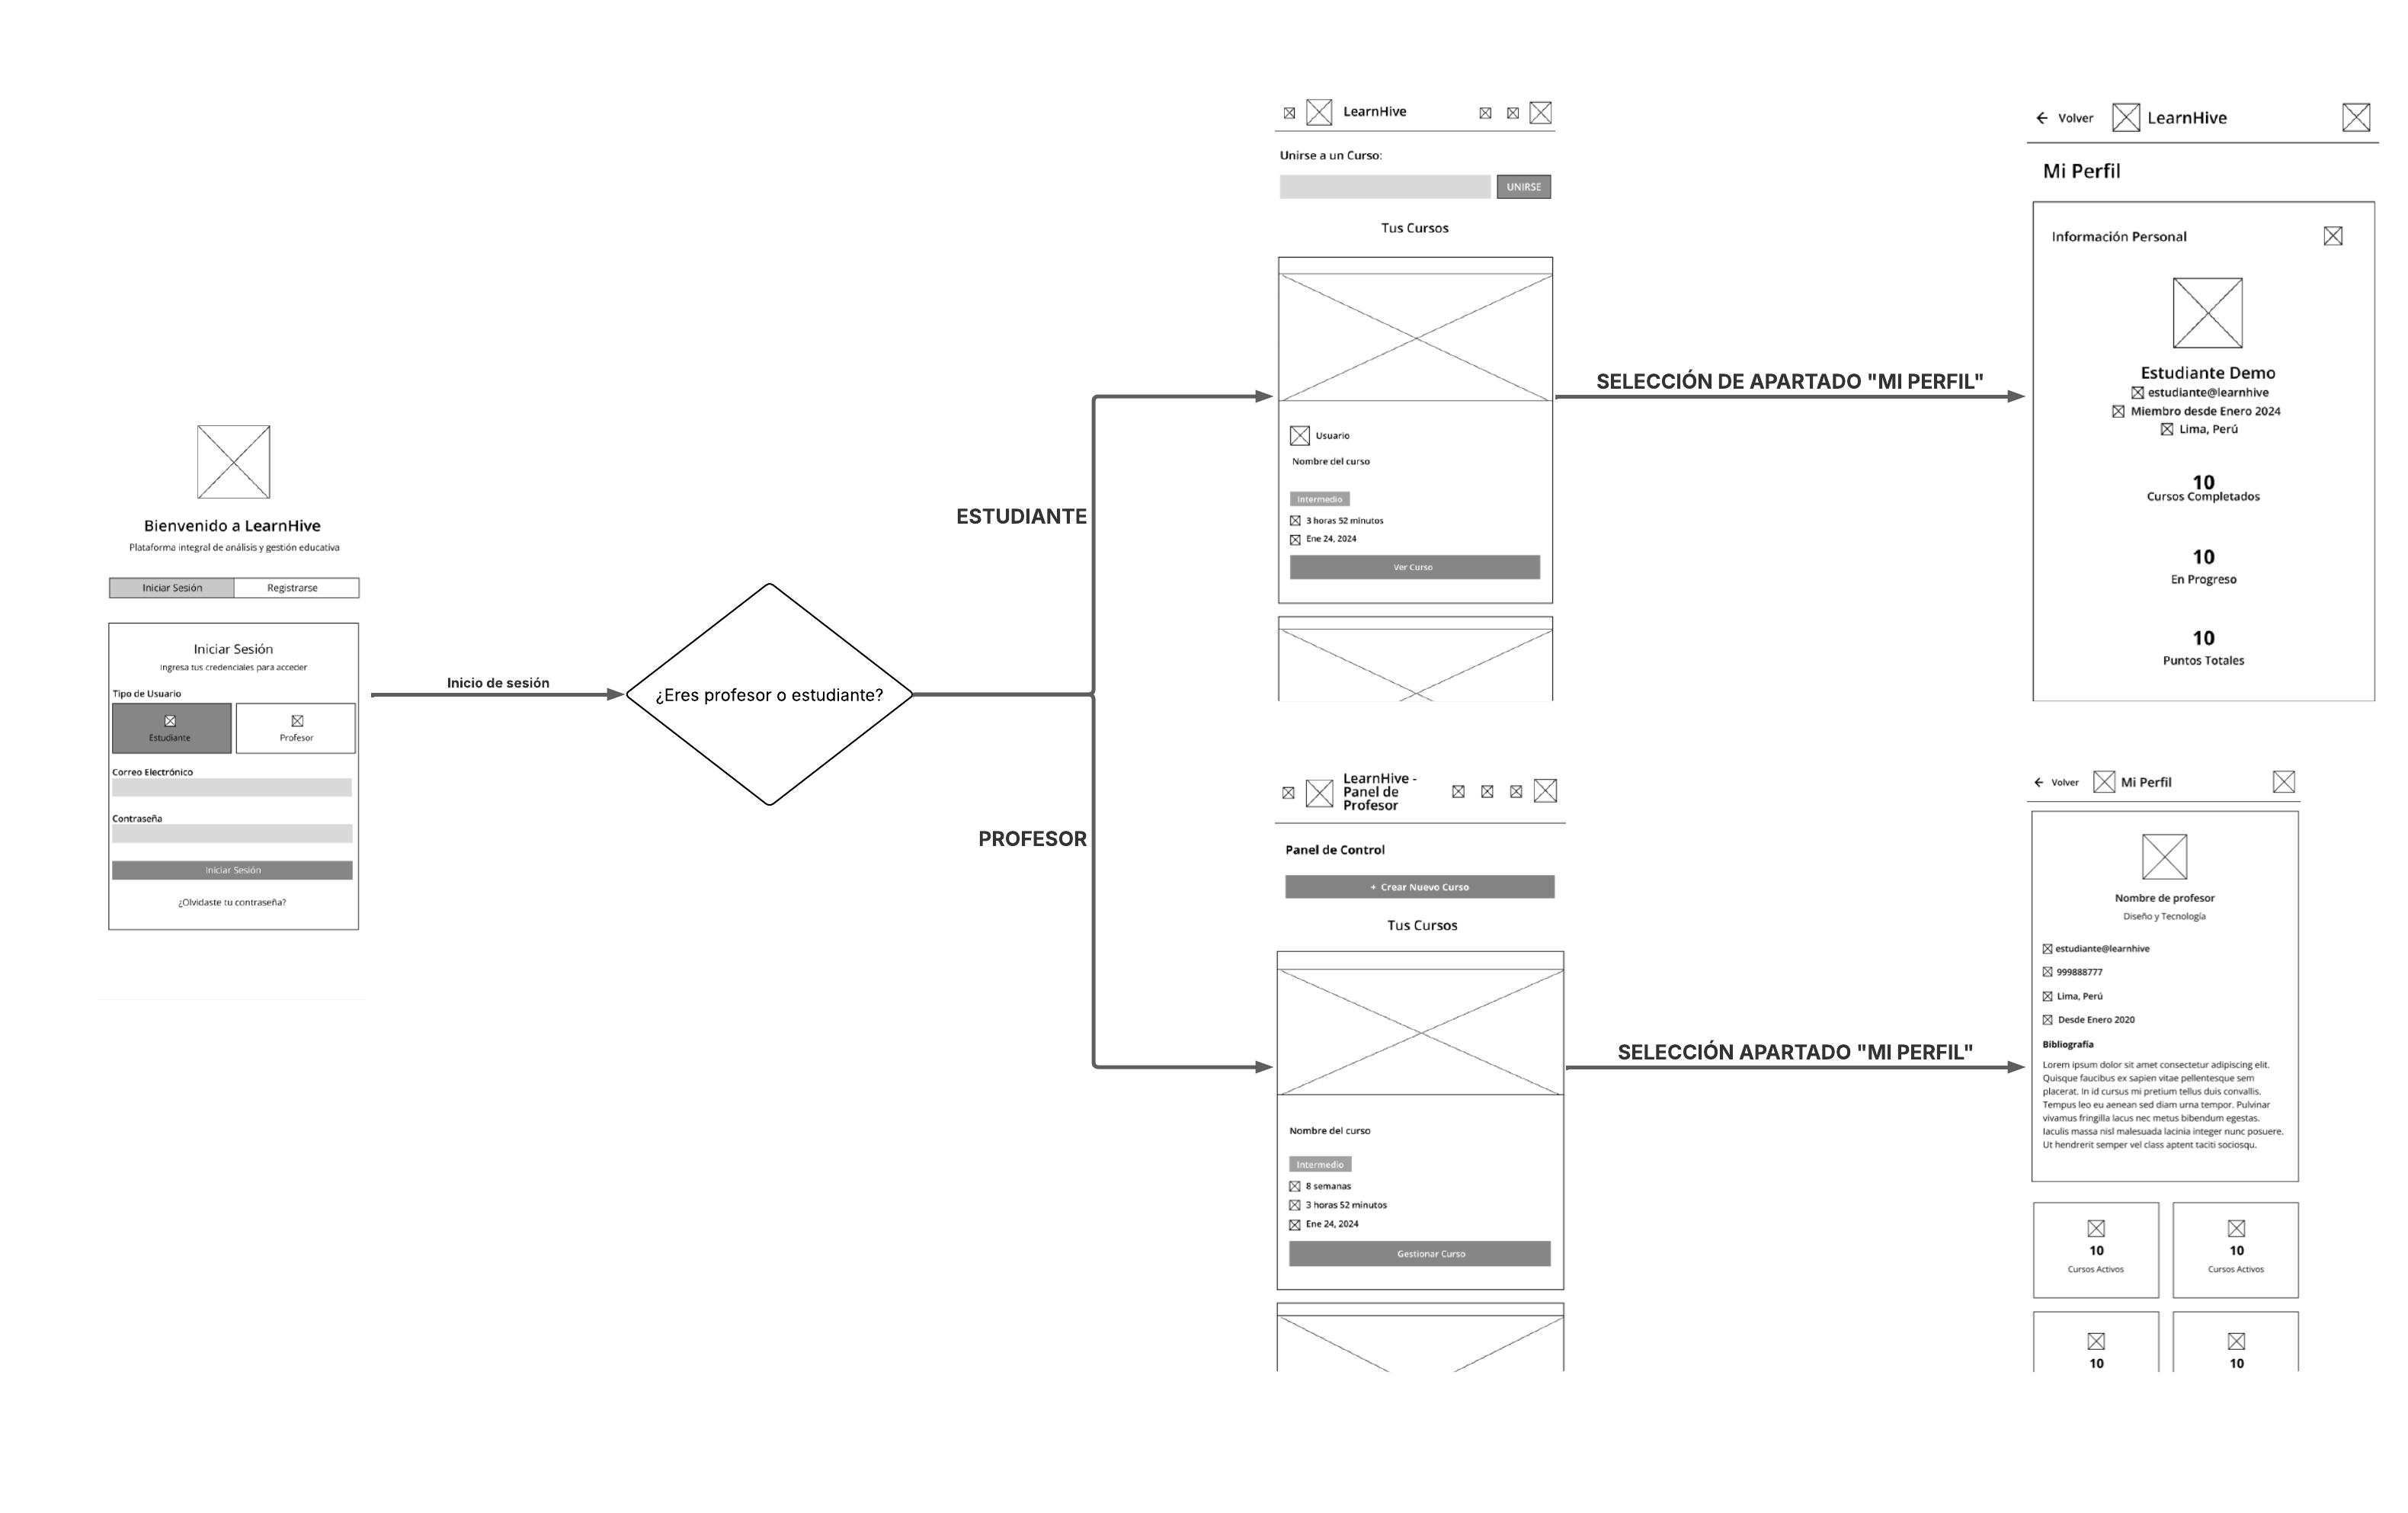 Bienvenido a LearnHive
Plataforma integral de análisis y gestión educativa
Iniciar Sesión
Registrarse
Iniciar Sesión
Ingresa tus credenciales para acceder
Tipo de Usuario
Estudiante
Profesor
Correo Electrónico
Contraseña
Iniciar Sesión
¿Olvidaste tu contraseña?
Inicio de sesión
¿Eres profesor o estudiante?
ESTUDIANTE
PROFESOR
LearnHive
Unirse a un Curso:
UNIRSE
Tus Cursos
Usuario
Nombre del curso
Intermedio
3 horas 52 minutos
Ene 24, 2024
Ver Curso
SELECCIÓN DE APARTADO "MI PERFIL"
Volver
LearnHive
Mi Perfil
Información Personal
Estudiante Demo
estudiante@learnhive
Miembro desde Enero 2024
Lima, Perú
10
Cursos Completados
10
En Progreso
10
Puntos Totales
LearnHive -
Panel de
Profesor
Panel de Control
+ Crear Nuevo Curso
Tus Cursos
Nombre del curso
Intermedio
8 semanas
3 horas 52 minutos
Ene 24, 2024
Gestionar Curso
SELECCIÓN APARTADO "MI PERFIL"
Volver
Mi Perfil
Nombre de profesor
Diseño y Tecnología
estudiante@learnhive
999888777
Lima, Perú
Desde Enero 2020
Bibliografía
Lorem ipsum dolor sit amet consectetur adipiscing elit.
Quisque faucibus ex sapien vitae pellentesque sem
placerat. In id cursus mi pretium tellus duis convallis.
Tempus leo eu aenean sed diam urna tempor. Pulvinar
vivamus fringilla lacus nec metus bibendum egestas.
Iaculis massa nisl malesuada lacinia integer nunc posuere.
Ut hendrerit semper vel class aptent taciti sociosqu.
10
Cursos Activos
10
Cursos Activos
10
10